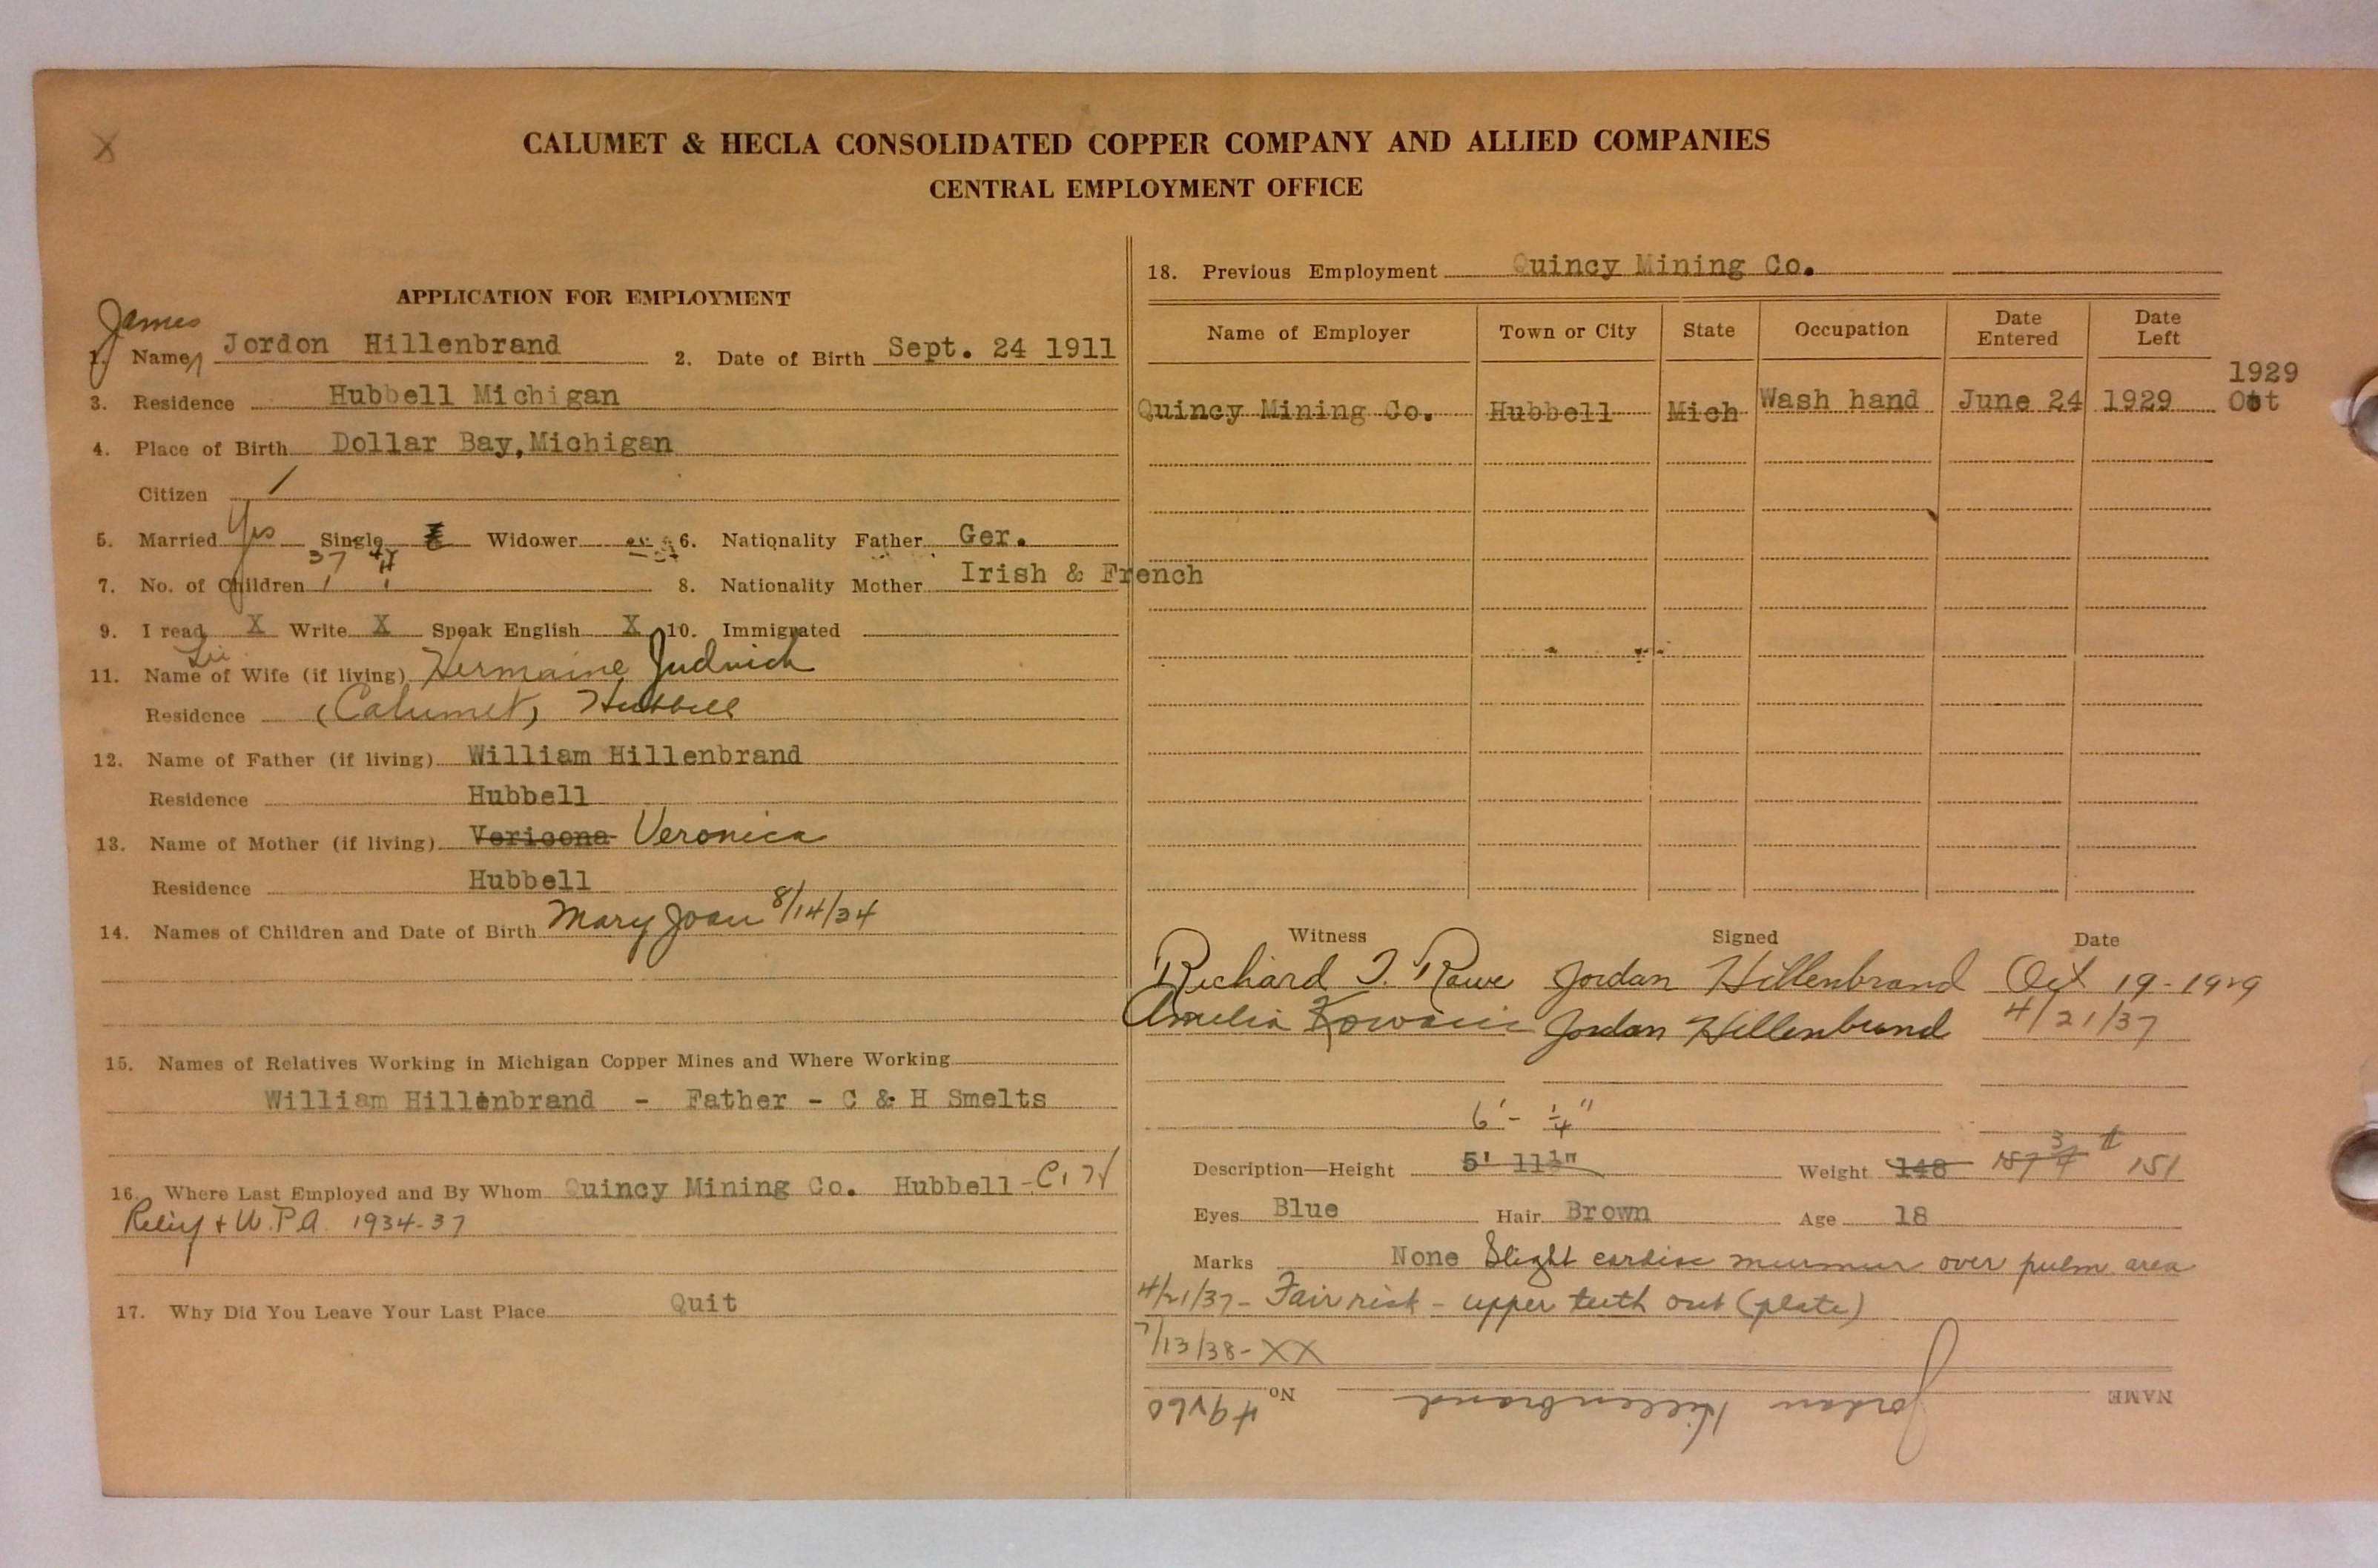 X
CALUMET & HECLA CONSOLIDATED COPPER COMPANY AND ALLIED COMPANIES
CENTRAL EMPLOYMENT OFFICE
APPLICATION FOR EMPLOYMENT
James
1. Name Jordon Hillenbrand 2. Date of Birth Sept. 24 1911
3. Residence Hubbell Michigan
4. Place of Birth Dollar Bay, Michigan
Citizen /
5. Married Yes Single Widower 6. Nationality Father Ger.
37
7. No. of Children 1 8. Nationality Mother Irish & French
9. I read X Write X Speak English X 10. Immigrated
11. Name of Wife (if living) Hermaine Judnich
Residence (Calumet) Hubbell
12. Name of Father (if living) William Hillenbrand
Residence Hubbell
13. Name of Mother (if living) Vericona Veronica
Residence Hubbell
14. Names of Children and Date of Birth Mary Joan 8/14/34
15. Names of Relatives Working in Michigan Copper Mines and Where Working
William Hillenbrand - Father - C & H Smelts
16. Where Last Employed and By Whom Quincy Mining Co. Hubbell - C & H
Relief & W.P.A. 1934-37
17. Why Did You Leave Your Last Place Quit
18. Previous Employment Quincy Mining Co.
Name of Employer Town or City State Occupation Date Entered Date Left
1929
Quincy Mining Co. Hubbell Mich Wash hand June 24 1929 Oct
Witness Signed Date
Richard T. Rowe Jordan Hillenbrand Oct 19-1929
Amelia Jordan Hillenbrand 4/21/37
6' - 1/4"
Description—Height 5' 11½" Weight 148 157 3/4 # 151
Eyes Blue Hair Brown Age 18
Marks None Slight cardiac murmur over pulm. area
4/21/37 - Fair risk - upper teeth out (plate)
7/13/38 - XX
NAME Jordan Hillenbrand No. 49260